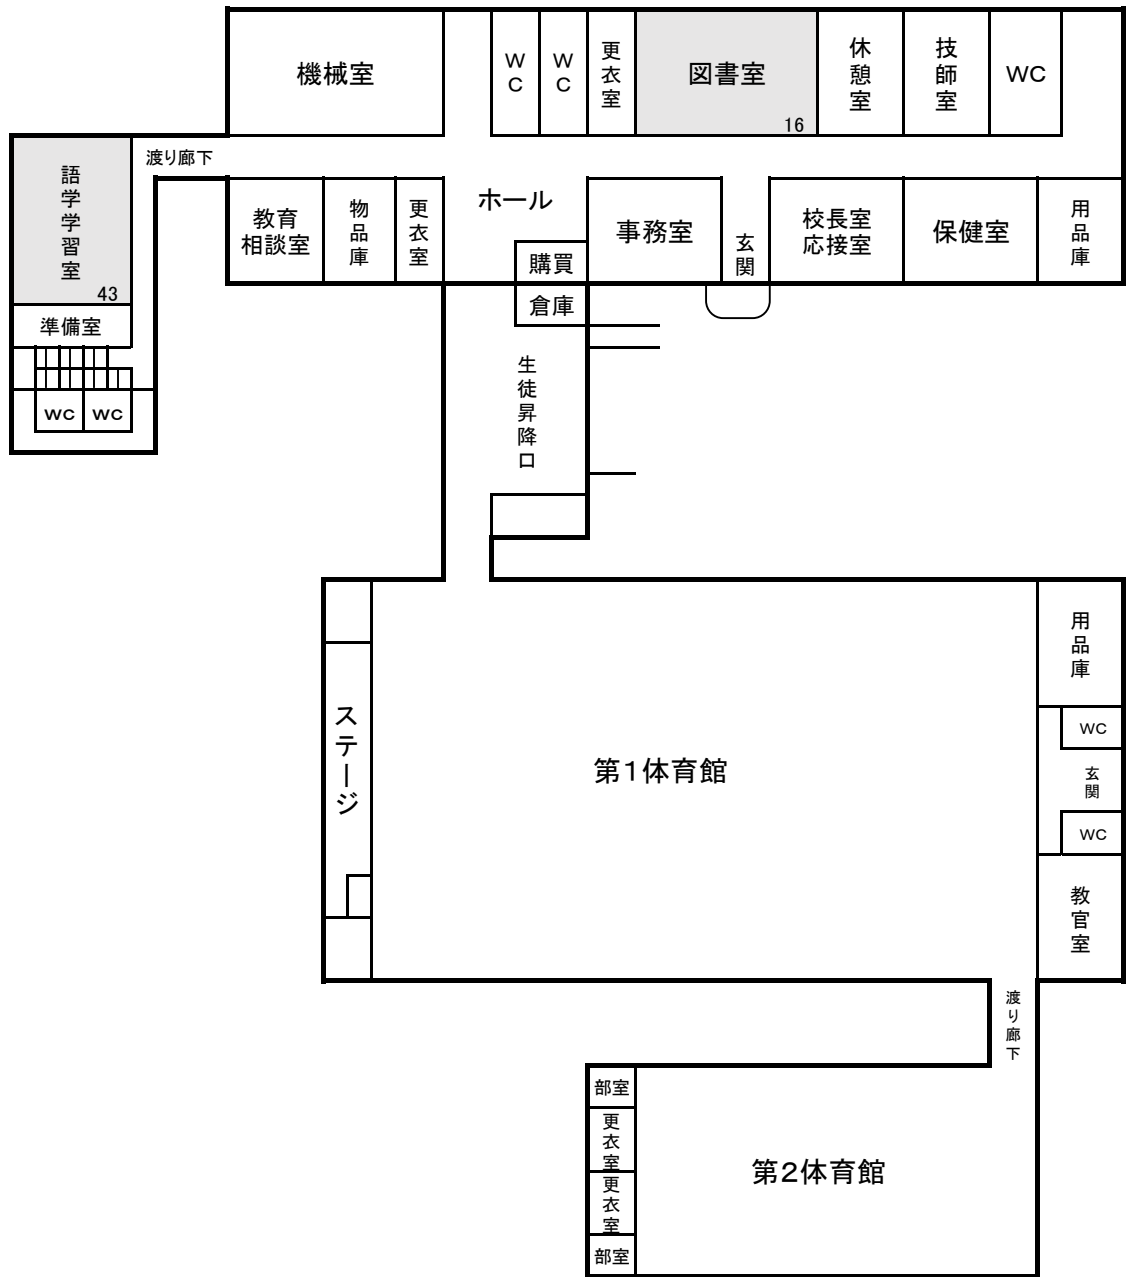 機械室
WC
WC
更衣室
図書室
16
休憩室
技師室
WC
語学学習室
43
渡り廊下
教育
相談室
物品庫
更衣室
ホール
購買
倉庫
事務室
玄関
校長室
応接室
保健室
用品庫
準備室
WC
WC
生徒昇降口
ステージ
第1体育館
用品庫
WC
玄関
WC
教官室
渡り廊下
部室
更衣室
更衣室
部室
第2体育館